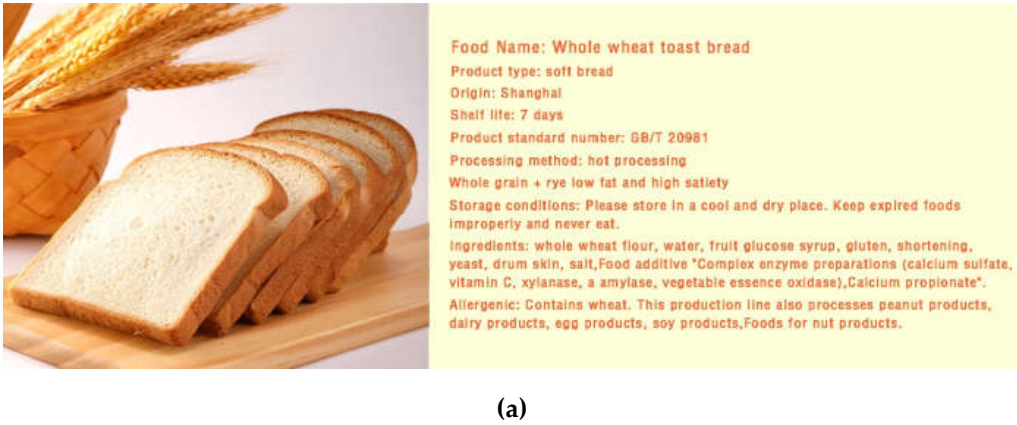 Food Name: Whole wheat toast bread
Product type: soft bread
Origin: Shanghai
Shelf life: 7 days
Product standard number: GB/T 20981
Processing method: hot processing
Whole grain + rye low fat and high satiety
Storage conditions: Please store in a cool and dry place. Keep expired foods
improperly and never eat.
Ingredients: whole wheat flour, water, fruit glucose syrup, gluten, shortening,
yeast, drum skin, salt,Food additive "Complex enzyme preparations (calcium sulfate,
vitamin C, xylanase, a amylase, vegetable essence oxidase),Calcium propionate".
Allergenic: Contains wheat. This production line also processes peanut products,
dairy products, egg products, soy products,Foods for nut products.
(a)